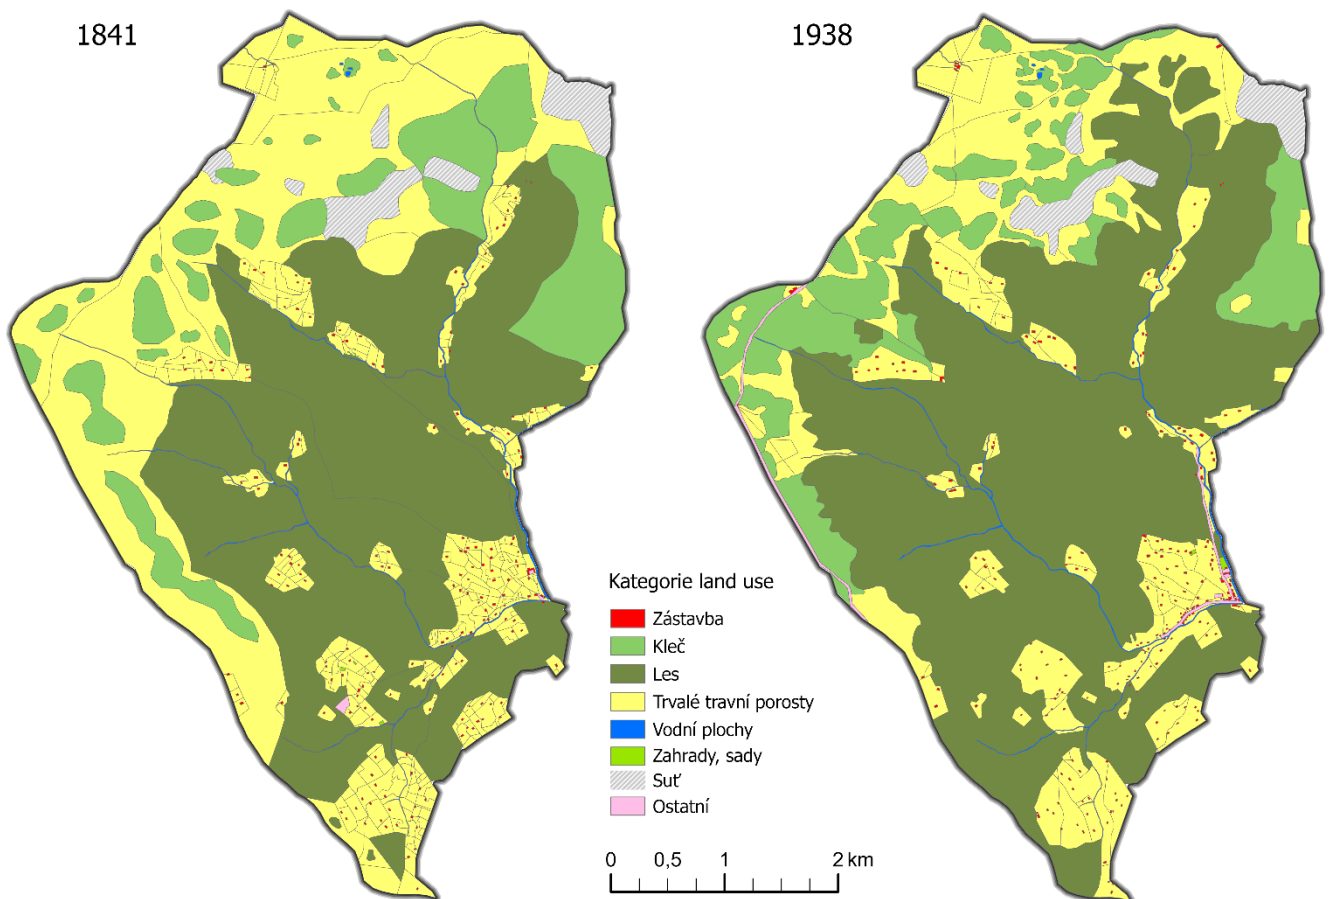 1841
1938
Kategorie land use
Zástavba
Kleč
Les
Trvalé travní porosty
Vodní plochy
Zahrady, sady
Suť
Ostatní
0 0,5 1 2 km